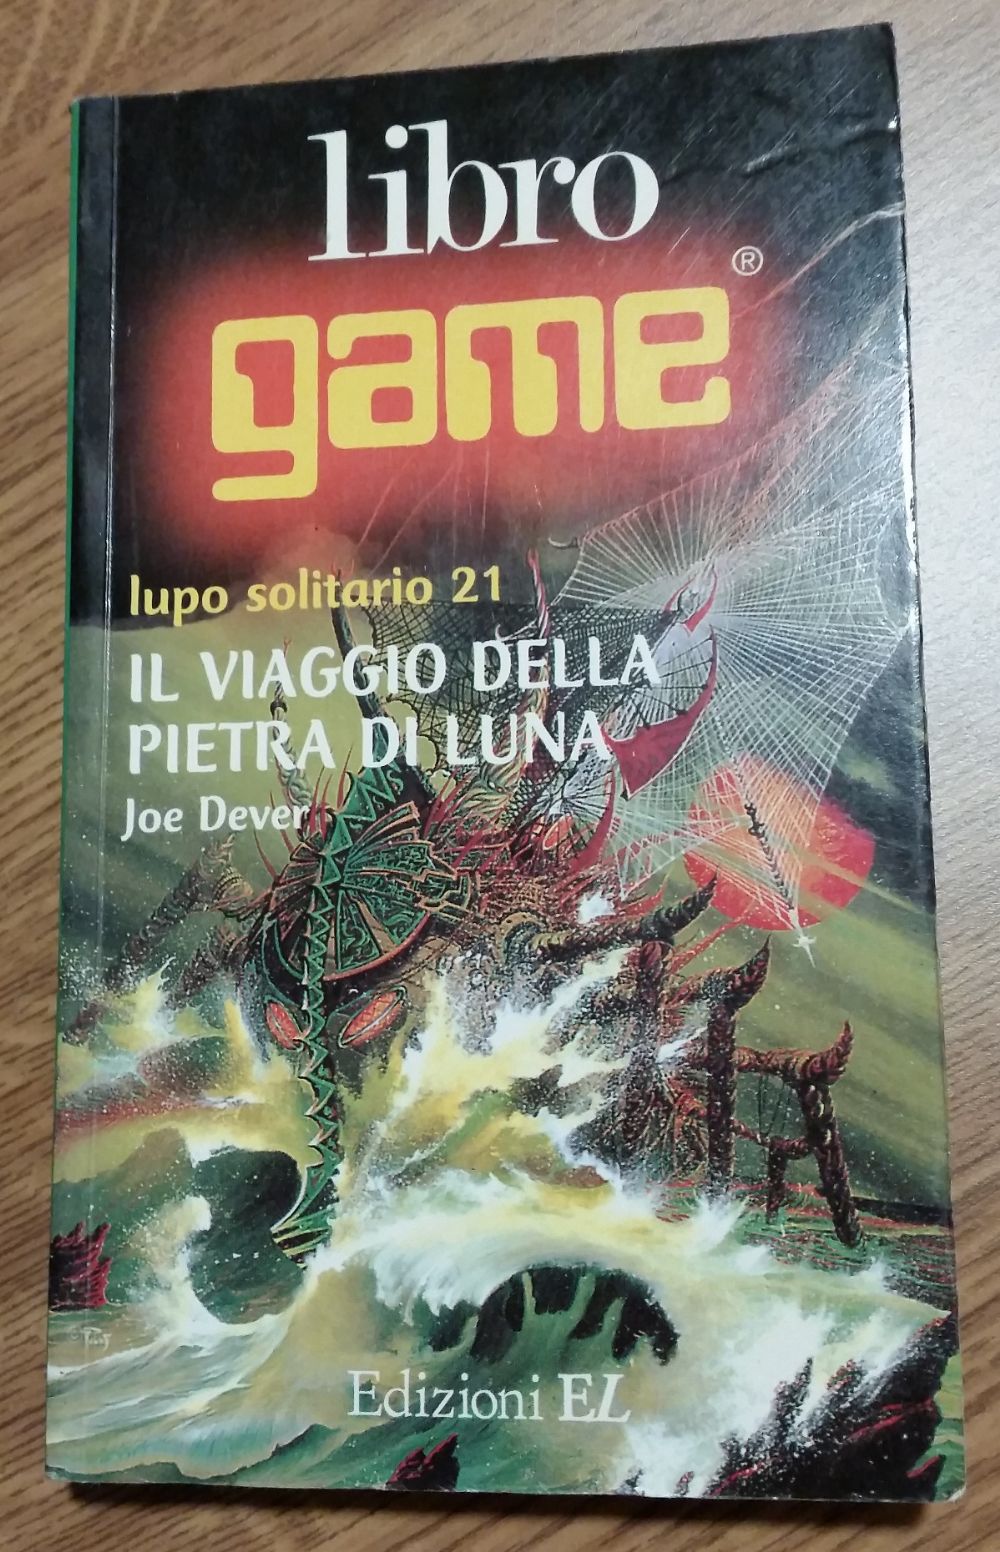 libro
game®
lupo solitario 21
IL VIAGGIO DELLA
PIETRA DI LUNA
Joe Dever
Edizioni EL